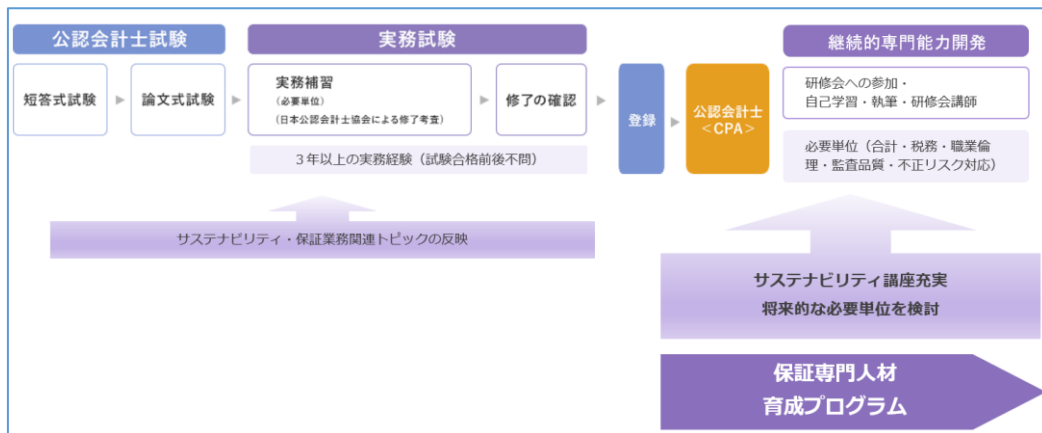 公認会計士試験
実務試験
継続的専門能力開発
短答式試験
論文式試験
実務補習
(必要単位)
(日本公認会計士協会による修了考査)
修了の確認
登録
公認会計士
<CPA>
研修会への参加・
自己学習・執筆・研修会講師
3年以上の実務経験(試験合格前後不問)
必要単位(合計・税務・職業倫
理・監査品質・不正リスク対応)
サステナビリティ・保証業務関連トピックの反映
サステナビリティ講座充実
将来的な必要単位を検討
保証専門人材
育成プログラム